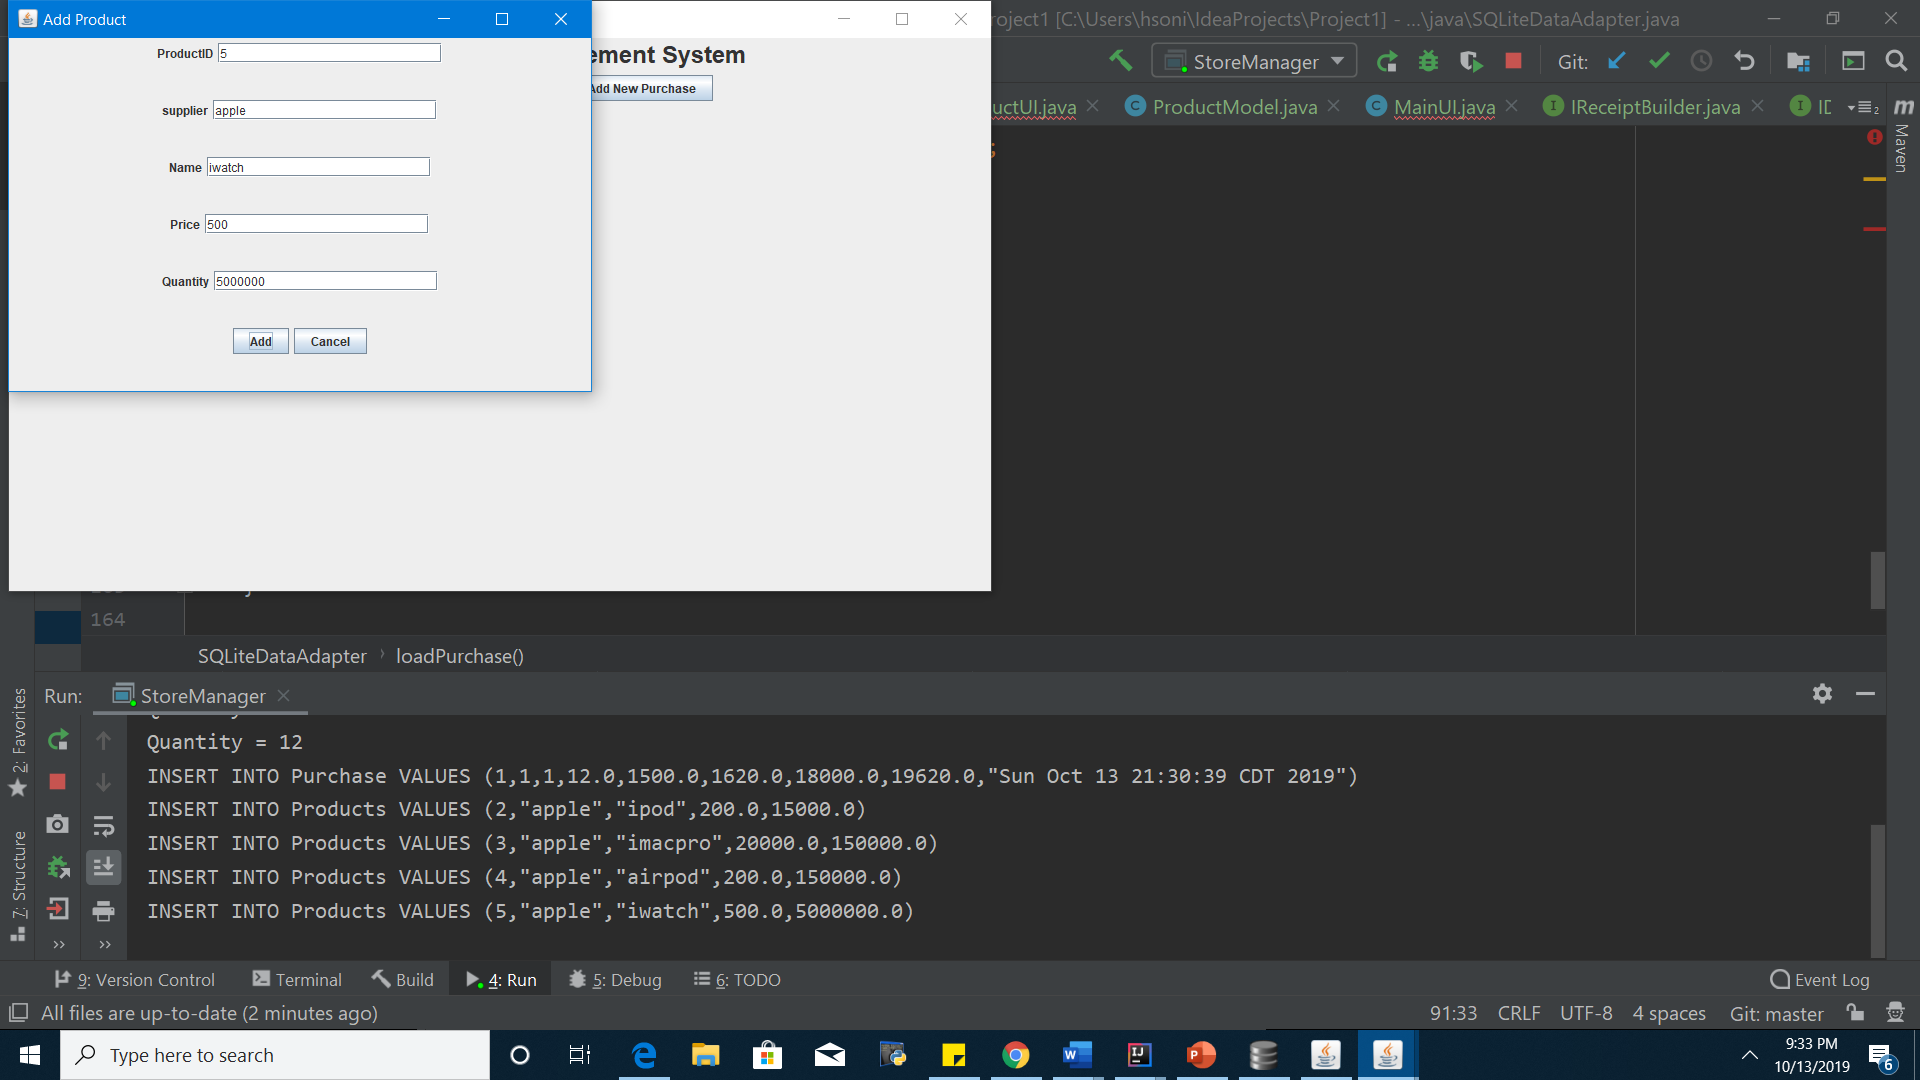 Add Product
ProductID 5
supplier apple
Name iwatch
Price 500
Quantity 5000000
Add Cancel
ement System
Add New Purchase
roject1 [C:\Users\hsoni\IdeaProjects\Project1] - ...\java\SQLiteDataAdapter.java
StoreManager
Git:
uctUI.java
ProductModel.java
MainUI.java
IReceiptBuilder.java
Maven
;
164
SQLiteDataAdapter › loadPurchase()
Run: StoreManager
2: Favorites
7: Structure
Quantity = 12
INSERT INTO Purchase VALUES (1,1,1,12.0,1500.0,1620.0,18000.0,19620.0,"Sun Oct 13 21:30:39 CDT 2019")
INSERT INTO Products VALUES (2,"apple","ipod",200.0,15000.0)
INSERT INTO Products VALUES (3,"apple","imacpro",20000.0,150000.0)
INSERT INTO Products VALUES (4,"apple","airpod",200.0,150000.0)
INSERT INTO Products VALUES (5,"apple","iwatch",500.0,5000000.0)
9: Version Control Terminal Build 4: Run 5: Debug 6: TODO Event Log
All files are up-to-date (2 minutes ago) 91:33 CRLF UTF-8 4 spaces Git: master
Type here to search
9:33 PM
10/13/2019
6